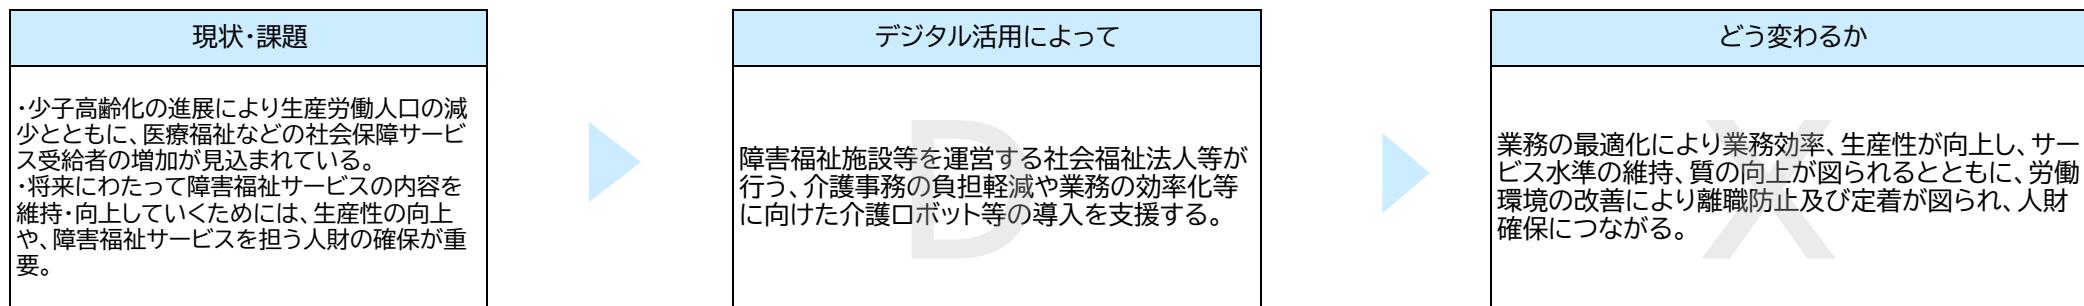 現状・課題
・少子高齢化の進展により生産労働人口の減
少とともに、医療福祉などの社会保障サービ
ス受給者の増加が見込まれている。
・将来にわたって障害福祉サービスの内容を
維持・向上していくためには、生産性の向上
や、障害福祉サービスを担う人財の確保が重
要。
デジタル活用によって
障害福祉施設等を運営する社会福祉法人等が
行う、介護事務の負担軽減や業務の効率化等
に向けた介護ロボット等の導入を支援する。
D
どう変わるか
業務の最適化により業務効率、生産性が向上し、サー
ビス水準の維持、質の向上が図られるとともに、労働
環境の改善により離職防止及び定着が図られ、人財
確保につながる。
X